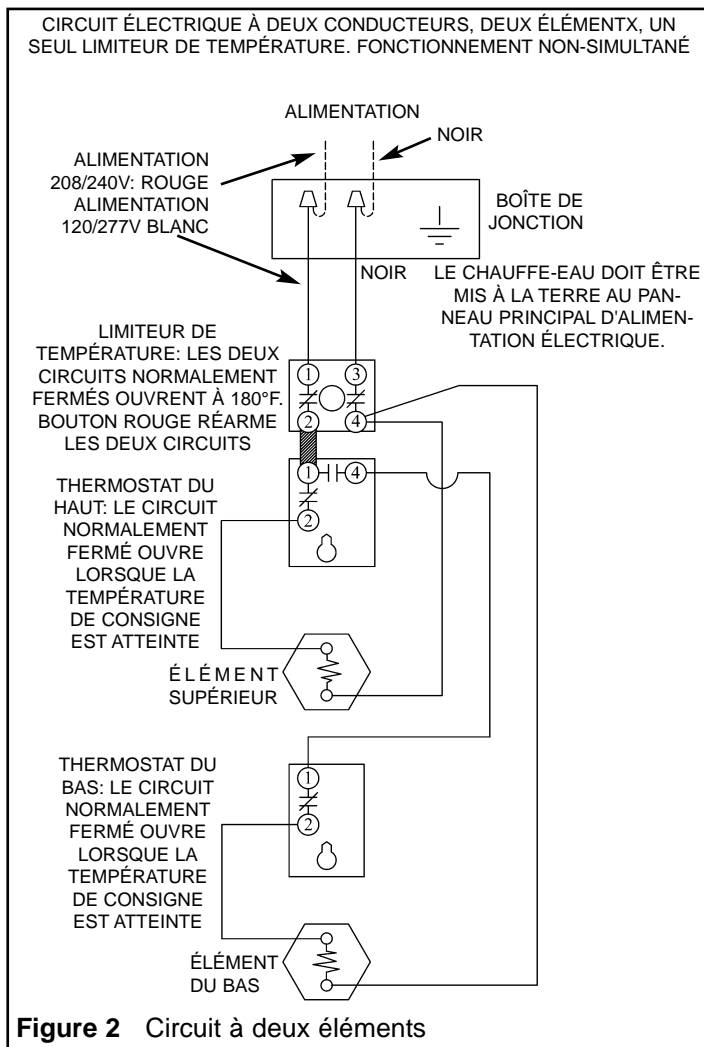 CIRCUIT ÉLECTRIQUE À DEUX CONDUCTEURS, DEUX ÉLÉMENTX, UN
SEUL LIMITEUR DE TEMPÉRATURE. FONCTIONNEMENT NON-SIMULTANÉ
ALIMENTATION
NOIR
ALIMENTATION
208/240V: ROUGE
ALIMENTATION
120/277V BLANC
BOÎTE DE
JONCTION
NOIR
LE CHAUFFE-EAU DOIT ÊTRE
MIS À LA TERRE AU PAN-
NEAU PRINCIPAL D'ALIMEN-
TATION ÉLECTRIQUE.
LIMITEUR DE
TEMPÉRATURE: LES DEUX
CIRCUITS NORMALEMENT
FERMÉS OUVRENT À 180°F.
BOUTON ROUGE RÉARME
LES DEUX CIRCUITS
1 3
2 4
1 4
2
THERMOSTAT DU
HAUT: LE CIRCUIT
NORMALEMENT
FERMÉ OUVRE
LORSQUE LA
TEMPÉRATURE
DE CONSIGNE
EST ATTEINTE
ÉLÉMENT
SUPÉRIEUR
THERMOSTAT DU
BAS: LE CIRCUIT
NORMALEMENT
FERMÉ OUVRE
LORSQUE LA
TEMPÉRATURE
DE CONSIGNE
EST ATTEINTE
1
2
ÉLÉMENT
DU BAS
Figure 2 Circuit à deux éléments